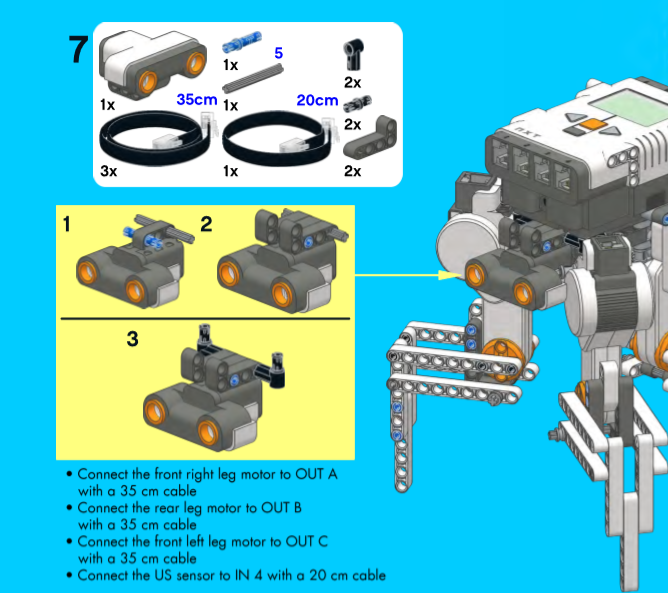 7
1x
1x
5
2x
35cm
1x
20cm
2x
3x
1x
2x
nxt
1
2
3
• Connect the front right leg motor to OUT A
with a 35 cm cable
• Connect the rear leg motor to OUT B
with a 35 cm cable
• Connect the front left leg motor to OUT C
with a 35 cm cable
• Connect the US sensor to IN 4 with a 20 cm cable